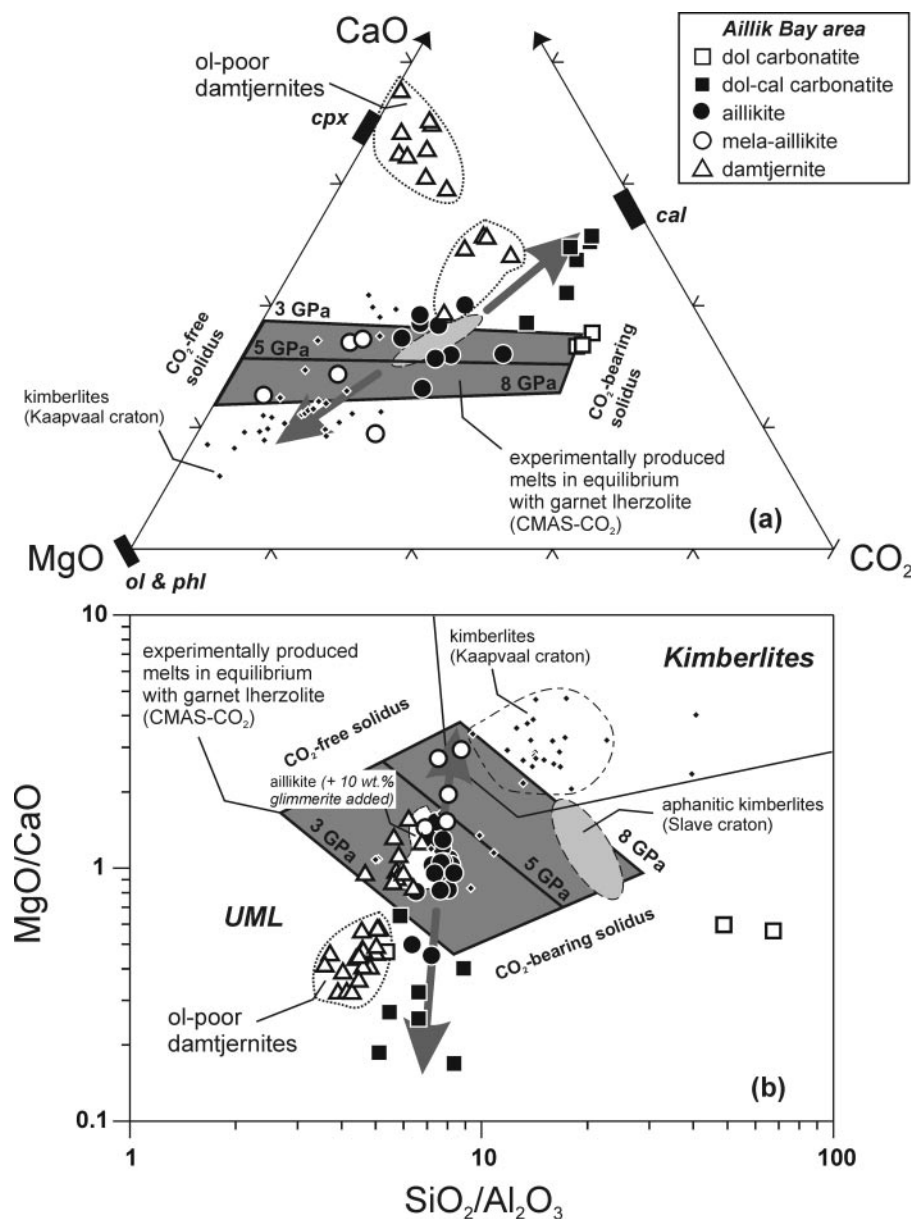 CaO
Aillik Bay area
dol carbonatite
dol-cal carbonatite
aillikite
mela-aillikite
damtjernite
ol-poor
damtjernites
cpx
cal
3 GPa
CO₂-free
solidus
5 GPa
8 GPa
CO₂-bearing
solidus
kimberlites
(Kaapvaal craton)
experimentally produced
melts in equilibrium
with garnet lherzolite
(CMAS-CO₂)
(a)
MgO
CO₂
ol & phl
10
experimentally produced
melts in equilibrium
with garnet lherzolite
(CMAS-CO₂)
kimberlites
(Kaapvaal craton)
Kimberlites
CO₂-free solidus
aillikite (+ 10 wt.%
glimmerite added)
aphanitic kimberlites
(Slave craton)
3 GPa
8 GPa
5 GPa
MgO/CaO
1
UML
CO₂-bearing solidus
ol-poor
damtjernites
(b)
0.1
1
10
100
SiO₂/Al₂O₃